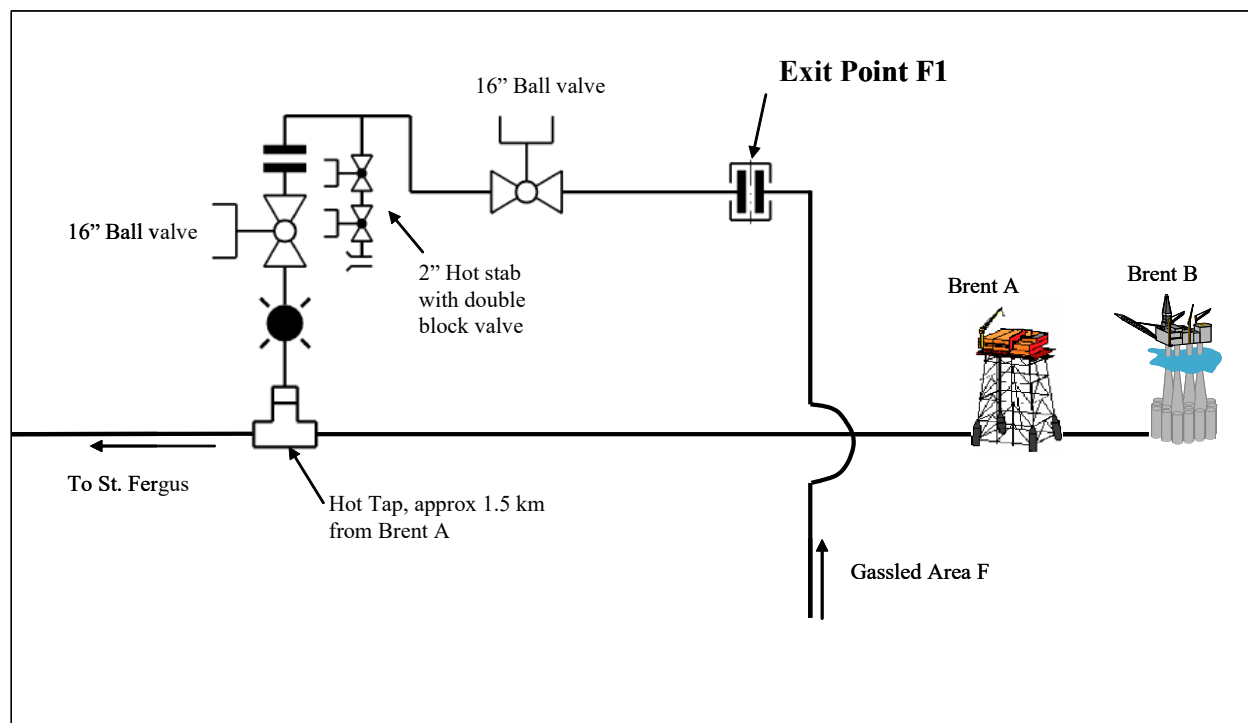 Exit Point F1
16” Ball valve
16” Ball valve
2” Hot stab
with double
block valve
Brent A
Brent B
To St. Fergus
Hot Tap, approx 1.5 km
from Brent A
Gassled Area F